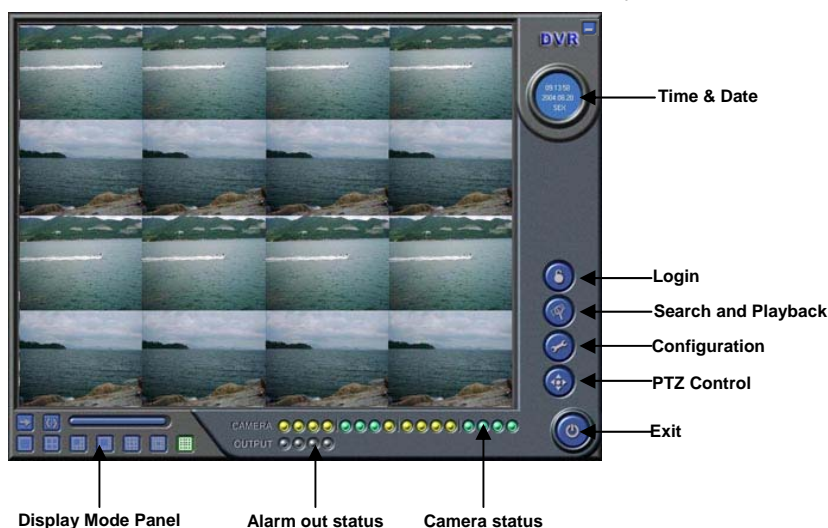 DVR
09:13:50
2004.08.20
SEX
Time & Date
Login
Search and Playback
Configuration
PTZ Control
CAMERA
OUTPUT
Exit
Display Mode Panel
Alarm out status
Camera status